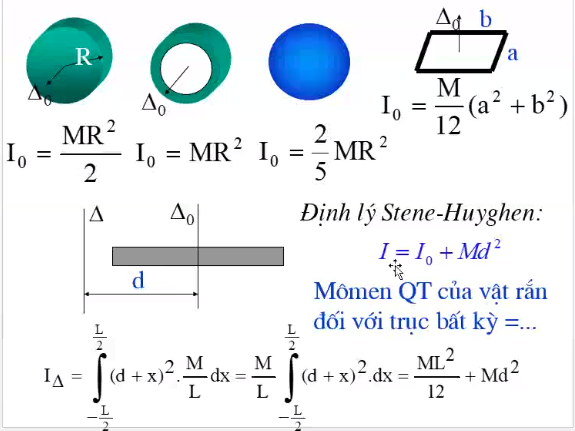 Δ₀ b
R a
Δ₀ Δ₀
I₀ = M/12 (a² + b²)
I₀ = MR²/2 I₀ = MR² I₀ = 2/5 MR²
Δ Δ₀ Định lý Stene-Huyghen:
I = I₀ + Md²
d Mômen QT của vật rắn
đối với trục bất kỳ =...
I_Δ = ∫_{-L/2}^{L/2} (d + x)². M/L dx = M/L ∫_{-L/2}^{L/2} (d + x)².dx = ML²/12 + Md²